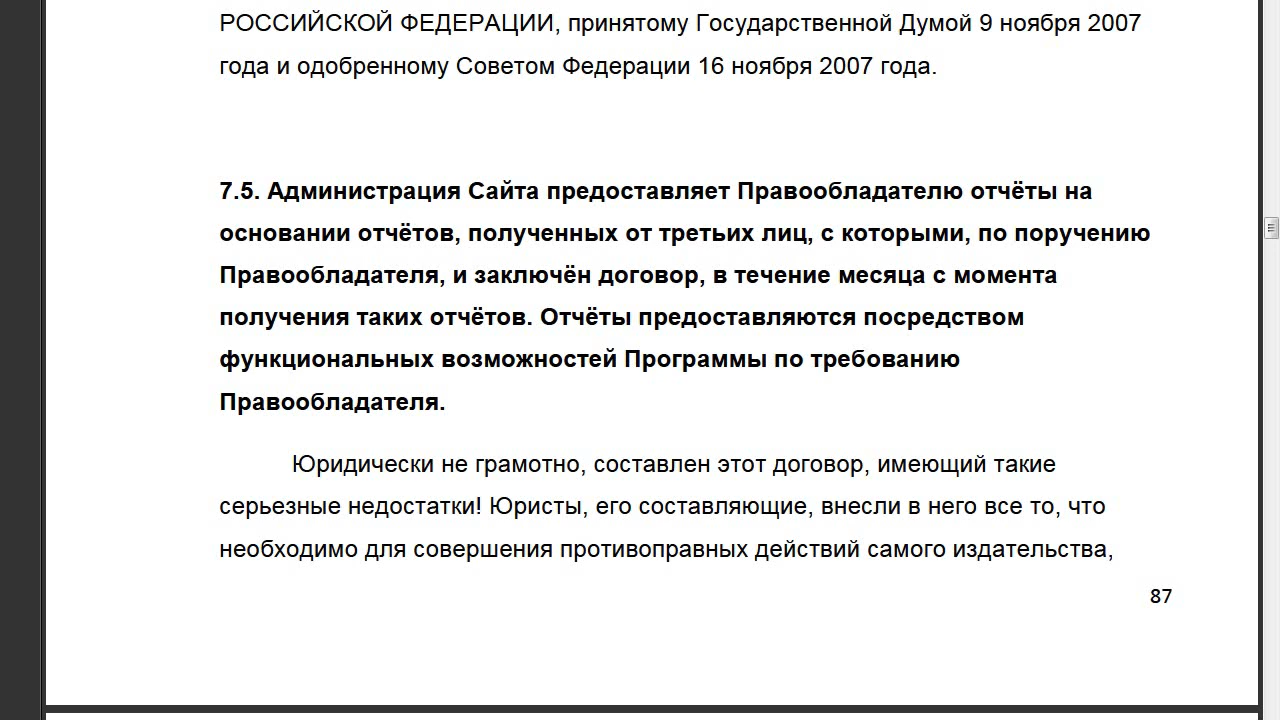 РОССИЙСКОЙ ФЕДЕРАЦИИ, принятому Государственной Думой 9 ноября 2007
года и одобренному Советом Федерации 16 ноября 2007 года.
7.5. Администрация Сайта предоставляет Правообладателю отчёты на
основании отчётов, полученных от третьих лиц, с которыми, по поручению
Правообладателя, и заключён договор, в течение месяца с момента
получения таких отчётов. Отчёты предоставляются посредством
функциональных возможностей Программы по требованию
Правообладателя.
Юридически не грамотно, составлен этот договор, имеющий такие
серьезные недостатки! Юристы, его составляющие, внесли в него все то, что
необходимо для совершения противоправных действий самого издательства,
87